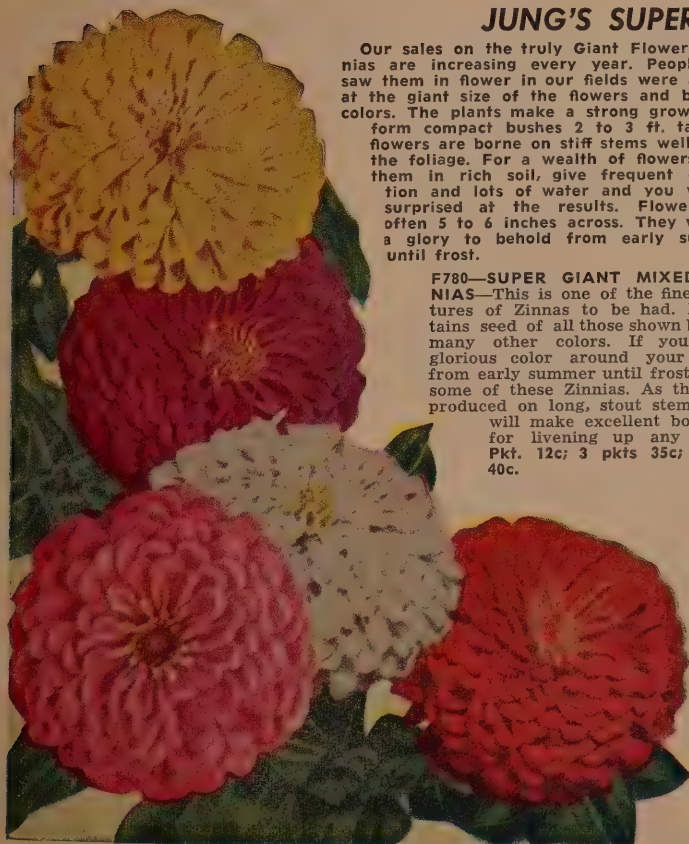 JUNG'S SUPER
Our sales on the truly Giant Flower
nias are increasing every year. Peopl
saw them in flower in our fields were
at the giant size of the flowers and b
colors. The plants make a strong grow
form compact bushes 2 to 3 ft. ta
flowers are borne on stiff stems well
the foliage. For a wealth of flowers
them in rich soil, give frequent
tion and lots of water and you
surprised at the results. Flowe
often 5 to 6 inches across. They
a glory to behold from early su
until frost.
F780—SUPER GIANT MIXED
NIAS—This is one of the fine
tures of Zinnas to be had.
tains seed of all those shown
many other colors. If you
glorious color around your
from early summer until frost
some of these Zinnias. As th
produced on long, stout stem
will make excellent bo
for livening up any
Pkt. 12c; 3 pkts 35c;
40c.